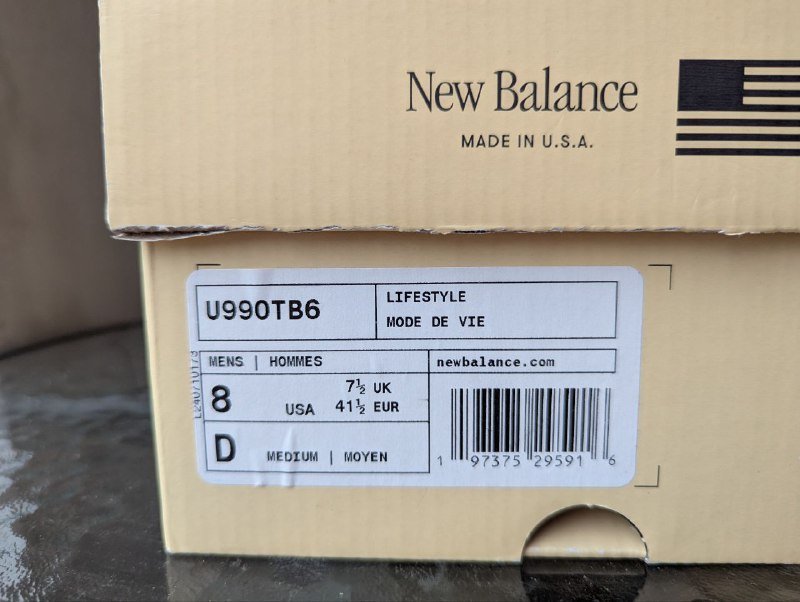 New Balance
MADE IN U.S.A.
U990TB6
LIFESTYLE
MODE DE VIE
MENS | HOMMES
newbalance.com
8 USA
7½ UK
41½ EUR
D MEDIUM | MOYEN
1 97375 29591 6